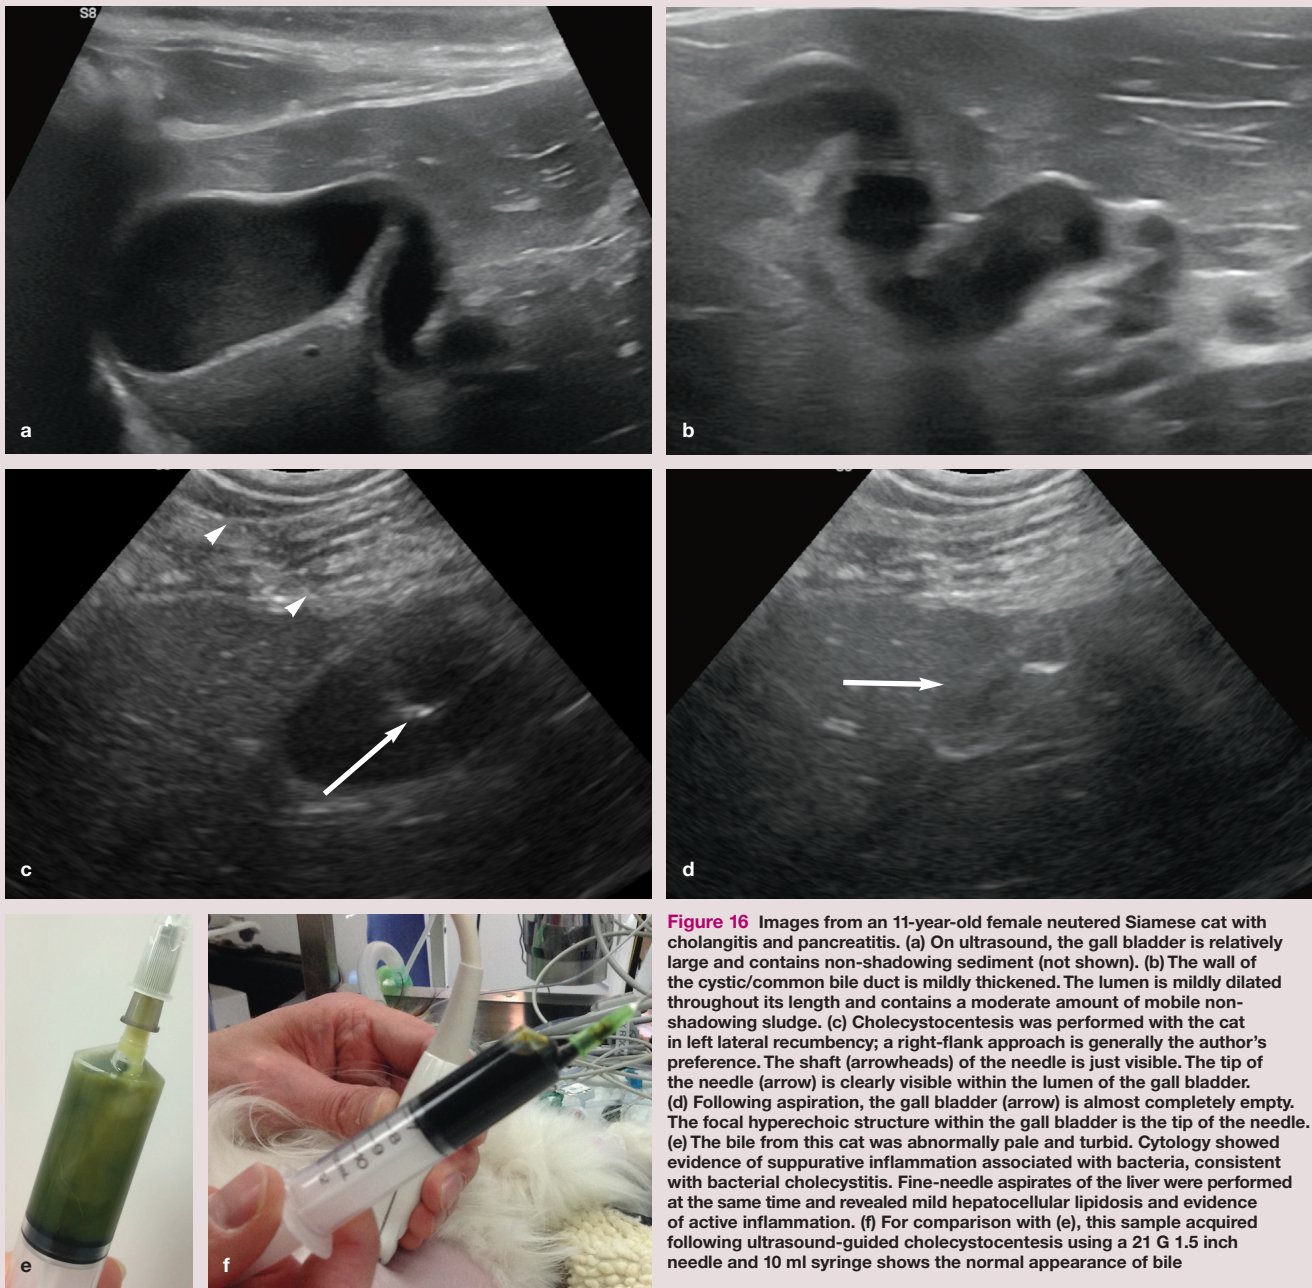 S8
a
b
c
d
e
f
Figure 16 Images from an 11-year-old female neutered Siamese cat with
cholangitis and pancreatitis. (a) On ultrasound, the gall bladder is relatively
large and contains non-shadowing sediment (not shown). (b) The wall of
the cystic/common bile duct is mildly thickened. The lumen is mildly dilated
throughout its length and contains a moderate amount of mobile non-
shadowing sludge. (c) Cholecystocentesis was performed with the cat
in left lateral recumbency; a right-flank approach is generally the author's
preference. The shaft (arrowheads) of the needle is just visible. The tip of
the needle (arrow) is clearly visible within the lumen of the gall bladder.
(d) Following aspiration, the gall bladder (arrow) is almost completely empty.
The focal hyperechoic structure within the gall bladder is the tip of the needle.
(e) The bile from this cat was abnormally pale and turbid. Cytology showed
evidence of suppurative inflammation associated with bacteria, consistent
with bacterial cholecystitis. Fine-needle aspirates of the liver were performed
at the same time and revealed mild hepatocellular lipidosis and evidence
of active inflammation. (f) For comparison with (e), this sample acquired
following ultrasound-guided cholecystocentesis using a 21 G 1.5 inch
needle and 10 ml syringe shows the normal appearance of bile